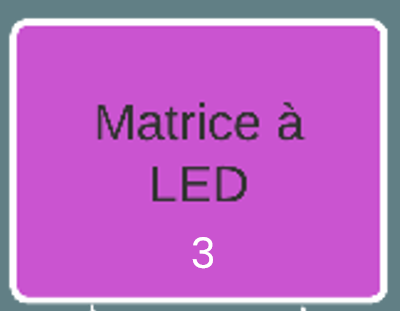 Matrice à
LED
3